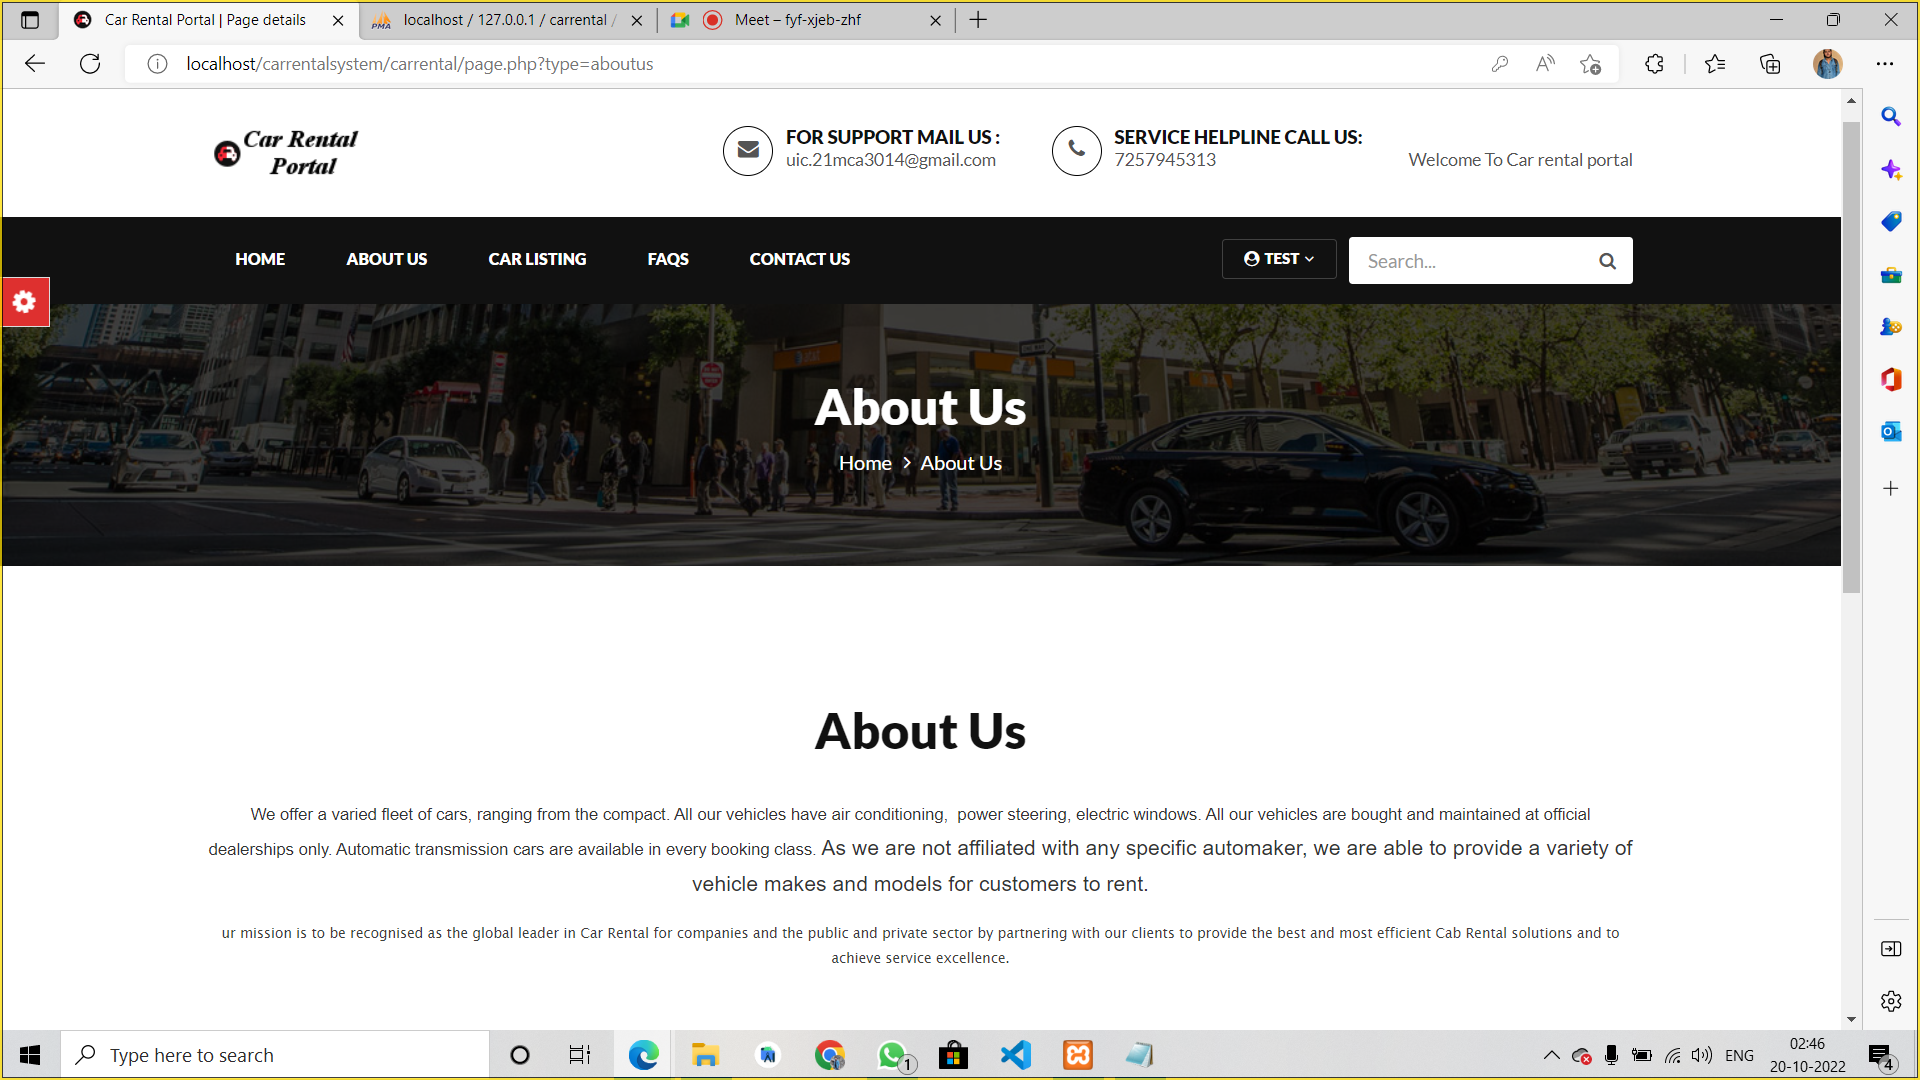 Car Rental Portal | Page details
localhost / 127.0.0.1 / carrental /
Meet – fyf-xjeb-zhf
localhost/carrentalsystem/carrental/page.php?type=aboutus
Car Rental
Portal
FOR SUPPORT MAIL US :
uic.21mca3014@gmail.com
SERVICE HELPLINE CALL US:
7257945313
Welcome To Car rental portal
HOME
ABOUT US
CAR LISTING
FAQS
CONTACT US
TEST
Search...
About Us
Home > About Us
About Us
We offer a varied fleet of cars, ranging from the compact. All our vehicles have air conditioning,  power steering, electric windows. All our vehicles are bought and maintained at official
dealerships only. Automatic transmission cars are available in every booking class. As we are not affiliated with any specific automaker, we are able to provide a variety of
vehicle makes and models for customers to rent.
ur mission is to be recognised as the global leader in Car Rental for companies and the public and private sector by partnering with our clients to provide the best and most efficient Cab Rental solutions and to
achieve service excellence.
Type here to search
1
ENG
02:46
20-10-2022
4